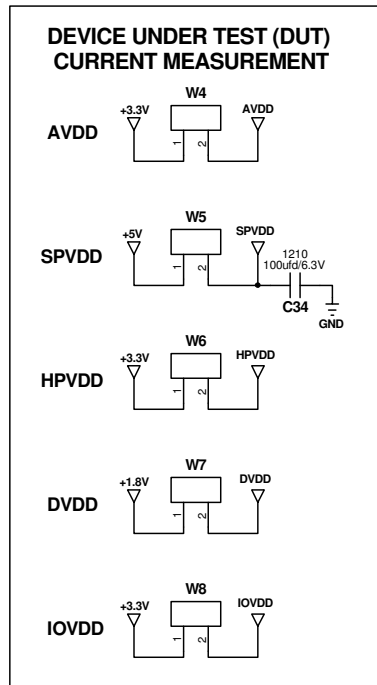 DEVICE UNDER TEST (DUT)
CURRENT MEASUREMENT
W4
+3.3V
AVDD
AVDD
1
2
W5
+5V
SPVDD
SPVDD
1
2
1210
100ufd/6.3V
C34
GND
W6
+3.3V
HPVDD
HPVDD
1
2
W7
+1.8V
DVDD
DVDD
1
2
W8
+3.3V
IOVDD
IOVDD
1
2